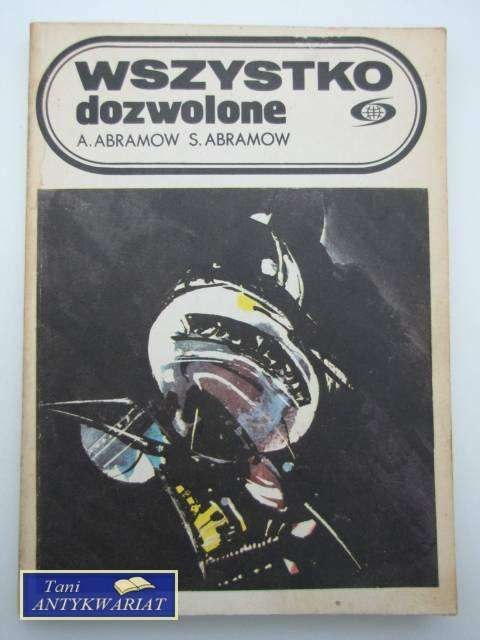 WSZYSTKO
dozwolone
A. ABRAMOW S. ABRAMOW
Tani
ANTYKWARIAT